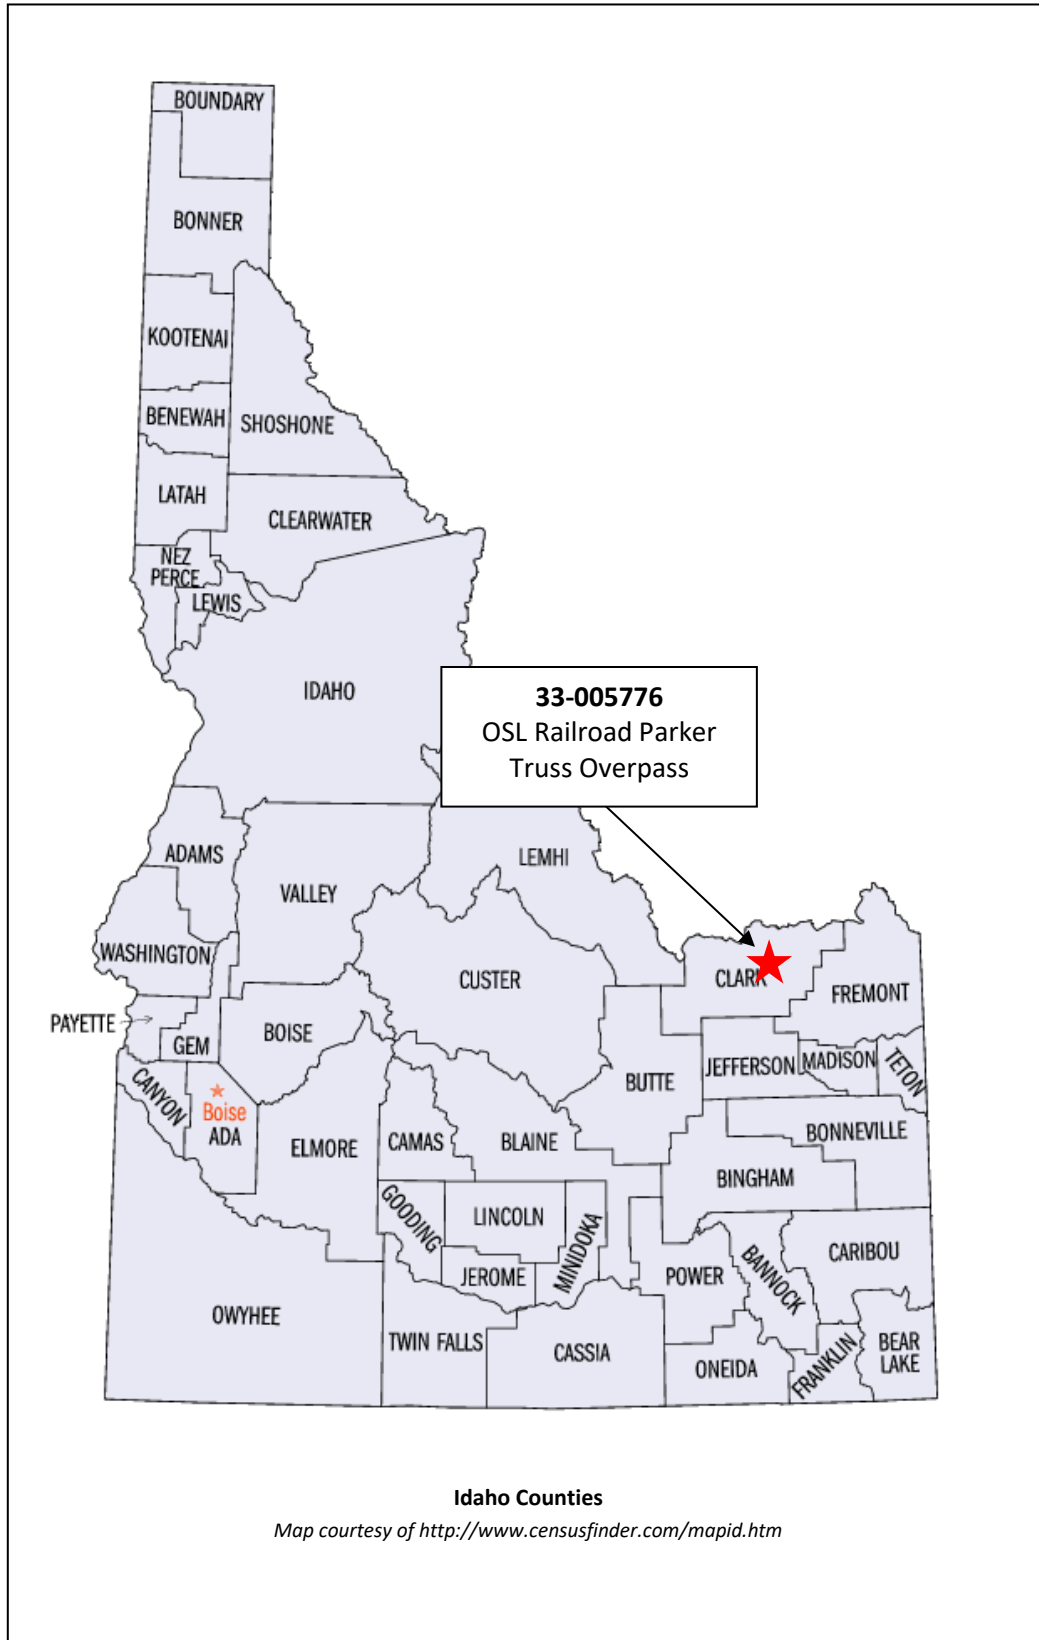 BOUNDARY
BONNER
KOOTENAI
BENEWAH
SHOSHONE
LATAH
CLEARWATER
NEZ
PERCE
LEWIS
IDAHO
33-005776
OSL Railroad Parker
Truss Overpass
ADAMS
LEMHI
VALLEY
WASHINGTON
CUSTER
CLARK
FREMONT
PAYETTE
GEM
BOISE
CANYON
Boise
ADA
ELMORE
CAMAS
BLAINE
BUTTE
JEFFERSON
MADISON
TETON
BONNEVILLE
BINGHAM
GOODING
LINCOLN
MINIDOKA
JEROME
POWER
BANNOCK
CARIBOU
OWYHEE
TWIN FALLS
CASSIA
ONEIDA
FRANKLIN
BEAR
LAKE
Idaho Counties
Map courtesy of http://www.censusfinder.com/mapid.htm